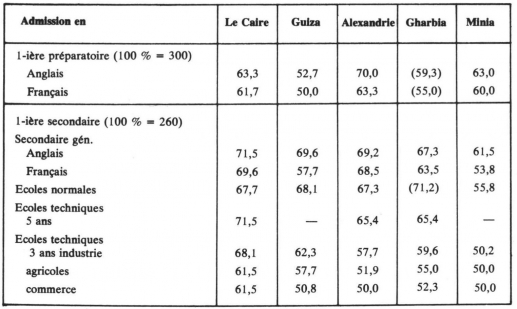 Admission en Le Caire Guiza Alexandrie Gharbia Minia
1-ière préparatoire (100 % = 300)
Anglais 63,3 52,7 70,0 (59,3) 63,0
Français 61,7 50,0 63,3 (55,0) 60,0
1-ière secondaire (100 % = 260)
Secondaire gén.
Anglais 71,5 69,6 69,2 67,3 61,5
Français 69,6 57,7 68,5 63,5 53,8
Ecoles normales 67,7 68,1 67,3 (71,2) 55,8
Ecoles techniques
5 ans 71,5 — 65,4 65,4 —
Ecoles techniques
3 ans industrie 68,1 62,3 57,7 59,6 50,2
agricoles 61,5 57,7 51,9 55,0 50,0
commerce 61,5 50,8 50,0 52,3 50,0